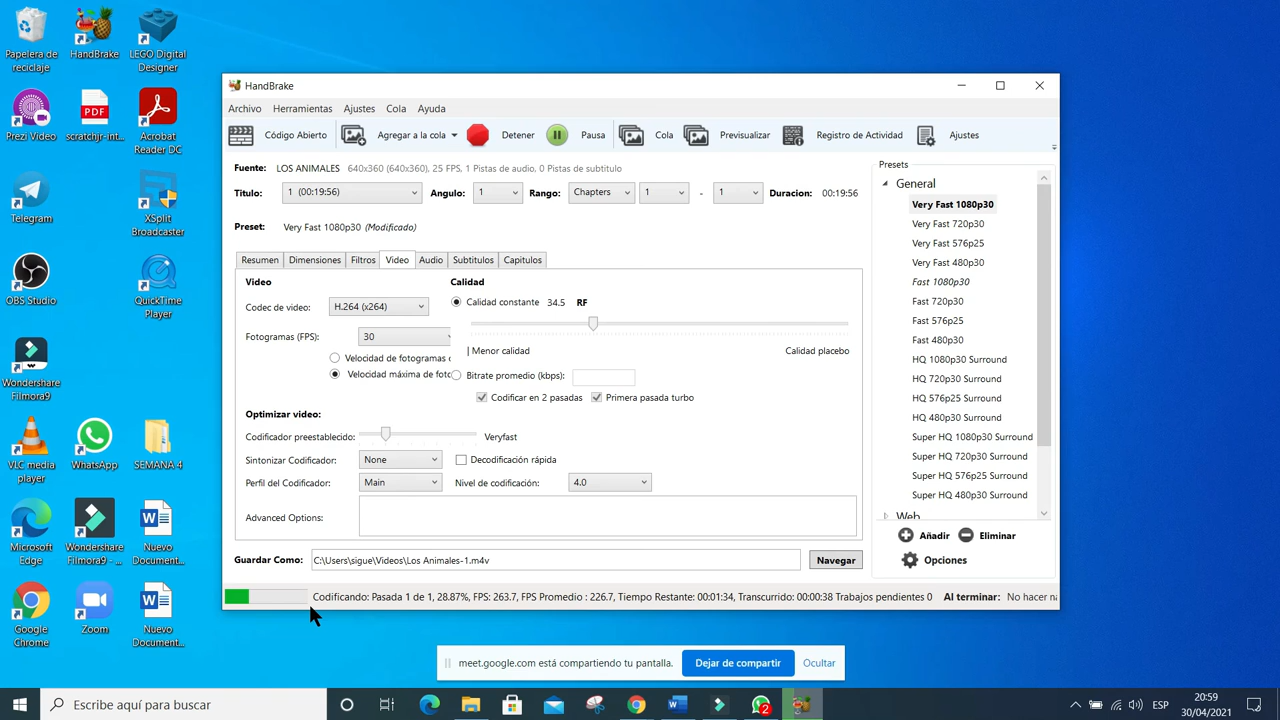 Papelera de
reciclaje
HandBrake
LEGO Digital
Designer
Prezi Video
PDF
scratchjr-int...
Acrobat
Reader DC
Telegram
XSplit
Broadcaster
OBS Studio
QuickTime
Player
Wondershare
Filmora9
VLC media
player
WhatsApp
SEMANA 4
Microsoft
Edge
Wondershare
Filmora9 - ...
Nuevo
Document...
Google
Chrome
Zoom
Nuevo
Document...
HandBrake
Archivo Herramientas Ajustes Cola Ayuda
Código Abierto Agregar a la cola Detener Pausa Cola Previsualizar Registro de Actividad Ajustes
Fuente: LOS ANIMALES 640x360 (640x360), 25 FPS, 1 Pistas de audio, 0 Pistas de subtitulo
Titulo: 1 (00:19:56) Angulo: 1 Rango: Chapters 1 - 1 Duracion: 00:19:56
Preset: Very Fast 1080p30 (Modificado)
Resumen Dimensiones Filtros Video Audio Subtitulos Capitulos
Video
Codec de video: H.264 (x264)
Fotogramas (FPS): 30
Velocidad de fotogramas c
Velocidad máxima de foto
Calidad
Calidad constante 34.5 RF
| Menor calidad Calidad placebo
Bitrate promedio (kbps):
Codificar en 2 pasadas Primera pasada turbo
Optimizar video:
Codificador preestablecido: Veryfast
Sintonizar Codificador: None Decodificación rápida
Perfil del Codificador: Main Nivel de codificación: 4.0
Advanced Options:
Guardar Como: C:\Users\sigue\Videos\Los Animales-1.m4v Navegar
Presets
General
Very Fast 1080p30
Very Fast 720p30
Very Fast 576p25
Very Fast 480p30
Fast 1080p30
Fast 720p30
Fast 576p25
Fast 480p30
HQ 1080p30 Surround
HQ 720p30 Surround
HQ 576p25 Surround
HQ 480p30 Surround
Super HQ 1080p30 Surround
Super HQ 720p30 Surround
Super HQ 576p25 Surround
Super HQ 480p30 Surround
Web
Añadir Eliminar
Opciones
Codificando: Pasada 1 de 1, 28.87%, FPS: 263.7, FPS Promedio : 226.7, Tiempo Restante: 00:01:34, Transcurrido: 00:00:38 Trabajos pendientes 0 Al terminar: No hacer na
meet.google.com está compartiendo tu pantalla. Dejar de compartir Ocultar
Escribe aquí para buscar
2
ESP
20:59
30/04/2021